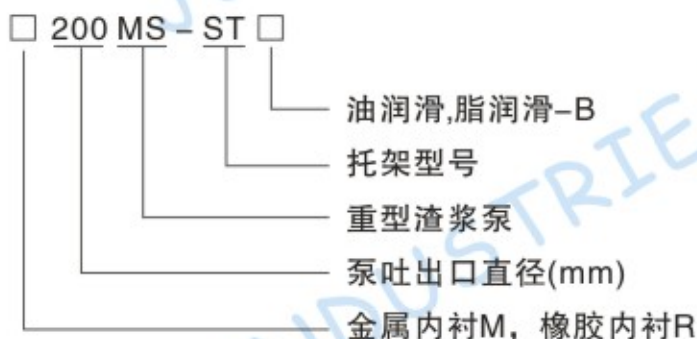 □ 200 MS - ST □
油润滑,脂润滑-B
托架型号
重型渣浆泵
泵吐出口直径(mm)
金属内衬M，橡胶内衬R
INDUSTRIE